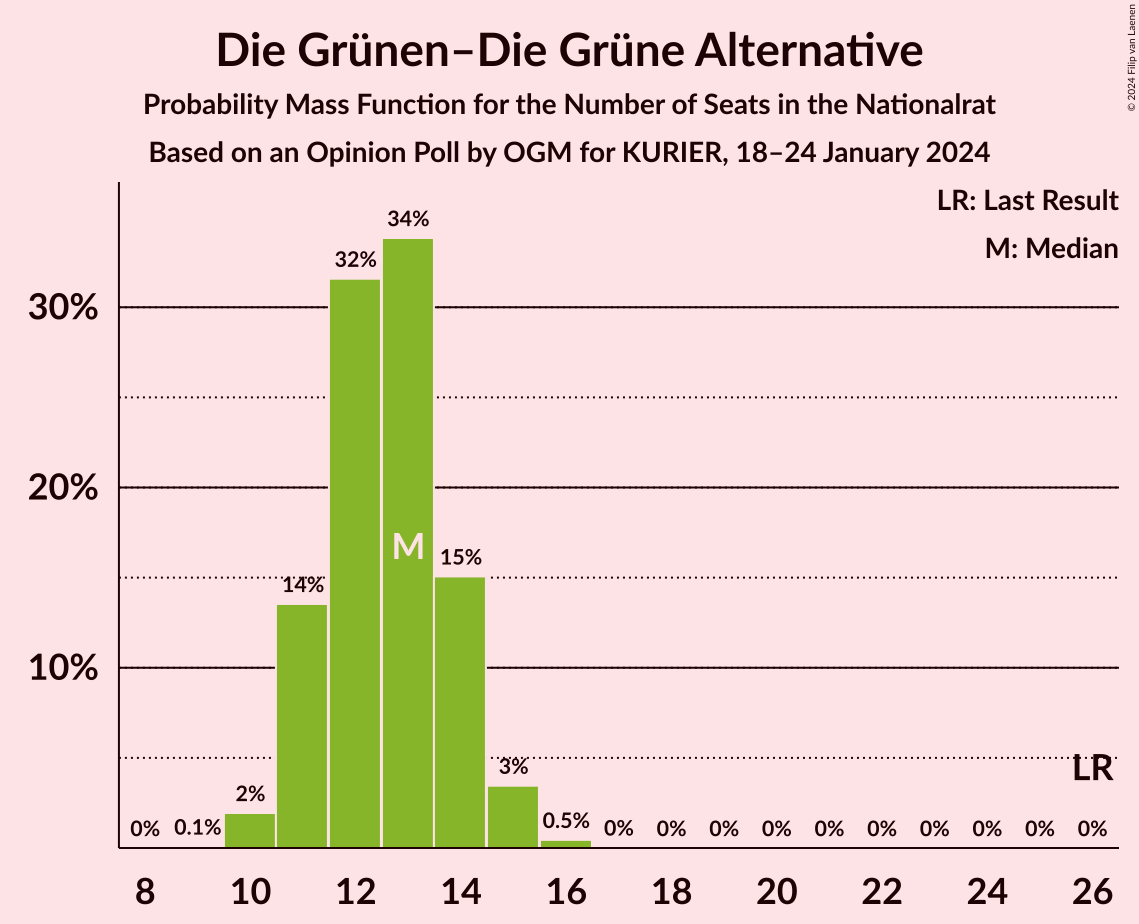 Die Grünen–Die Grüne Alternative
Probability Mass Function for the Number of Seats in the Nationalrat
Based on an Opinion Poll by OGM for KURIER, 18–24 January 2024
© 2024 Filip van Laenen
LR: Last Result
M: Median
34%
32%
30%
20%
M
15%
14%
10%
LR
3%
2%
0% 0.1% 0.5% 0% 0% 0% 0% 0% 0% 0% 0% 0% 0%
8 10 12 14 16 18 20 22 24 26